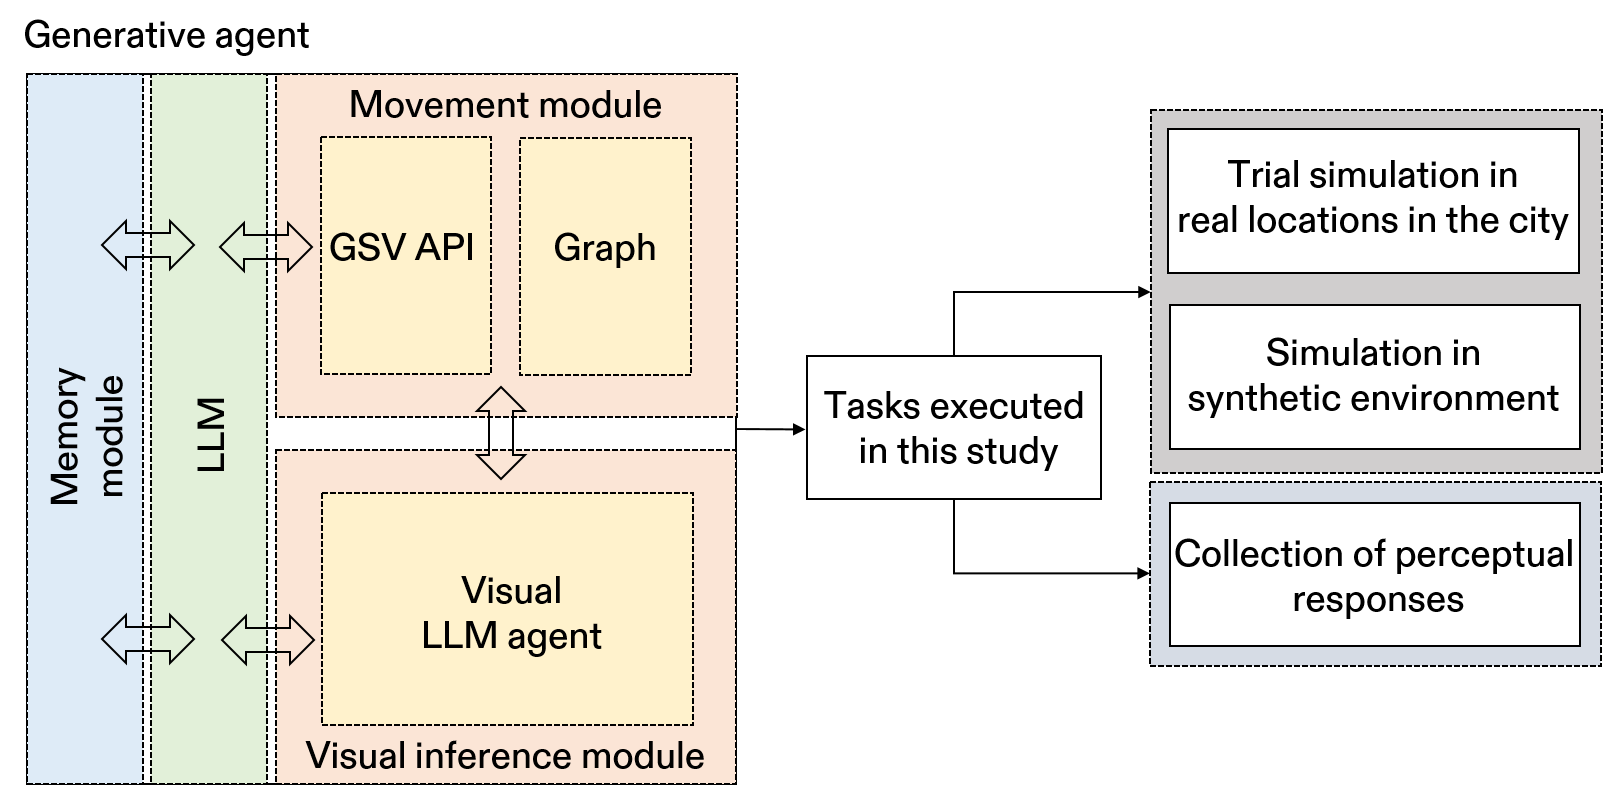 Generative agent
Memory
module
LLM
Movement module
GSV API
Graph
Visual
LLM agent
Visual inference module
Tasks executed
in this study
Trial simulation in
real locations in the city
Simulation in
synthetic environment
Collection of perceptual
responses